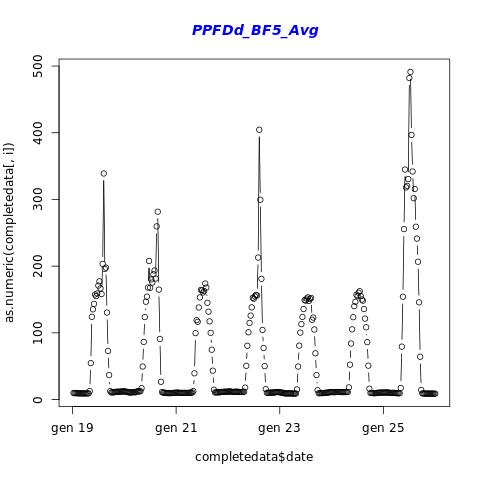 PPFDd_BF5_Avg
as.numeric(completedata[, i])
500
400
300
200
100
0
gen 19 gen 21 gen 23 gen 25
completedata$date